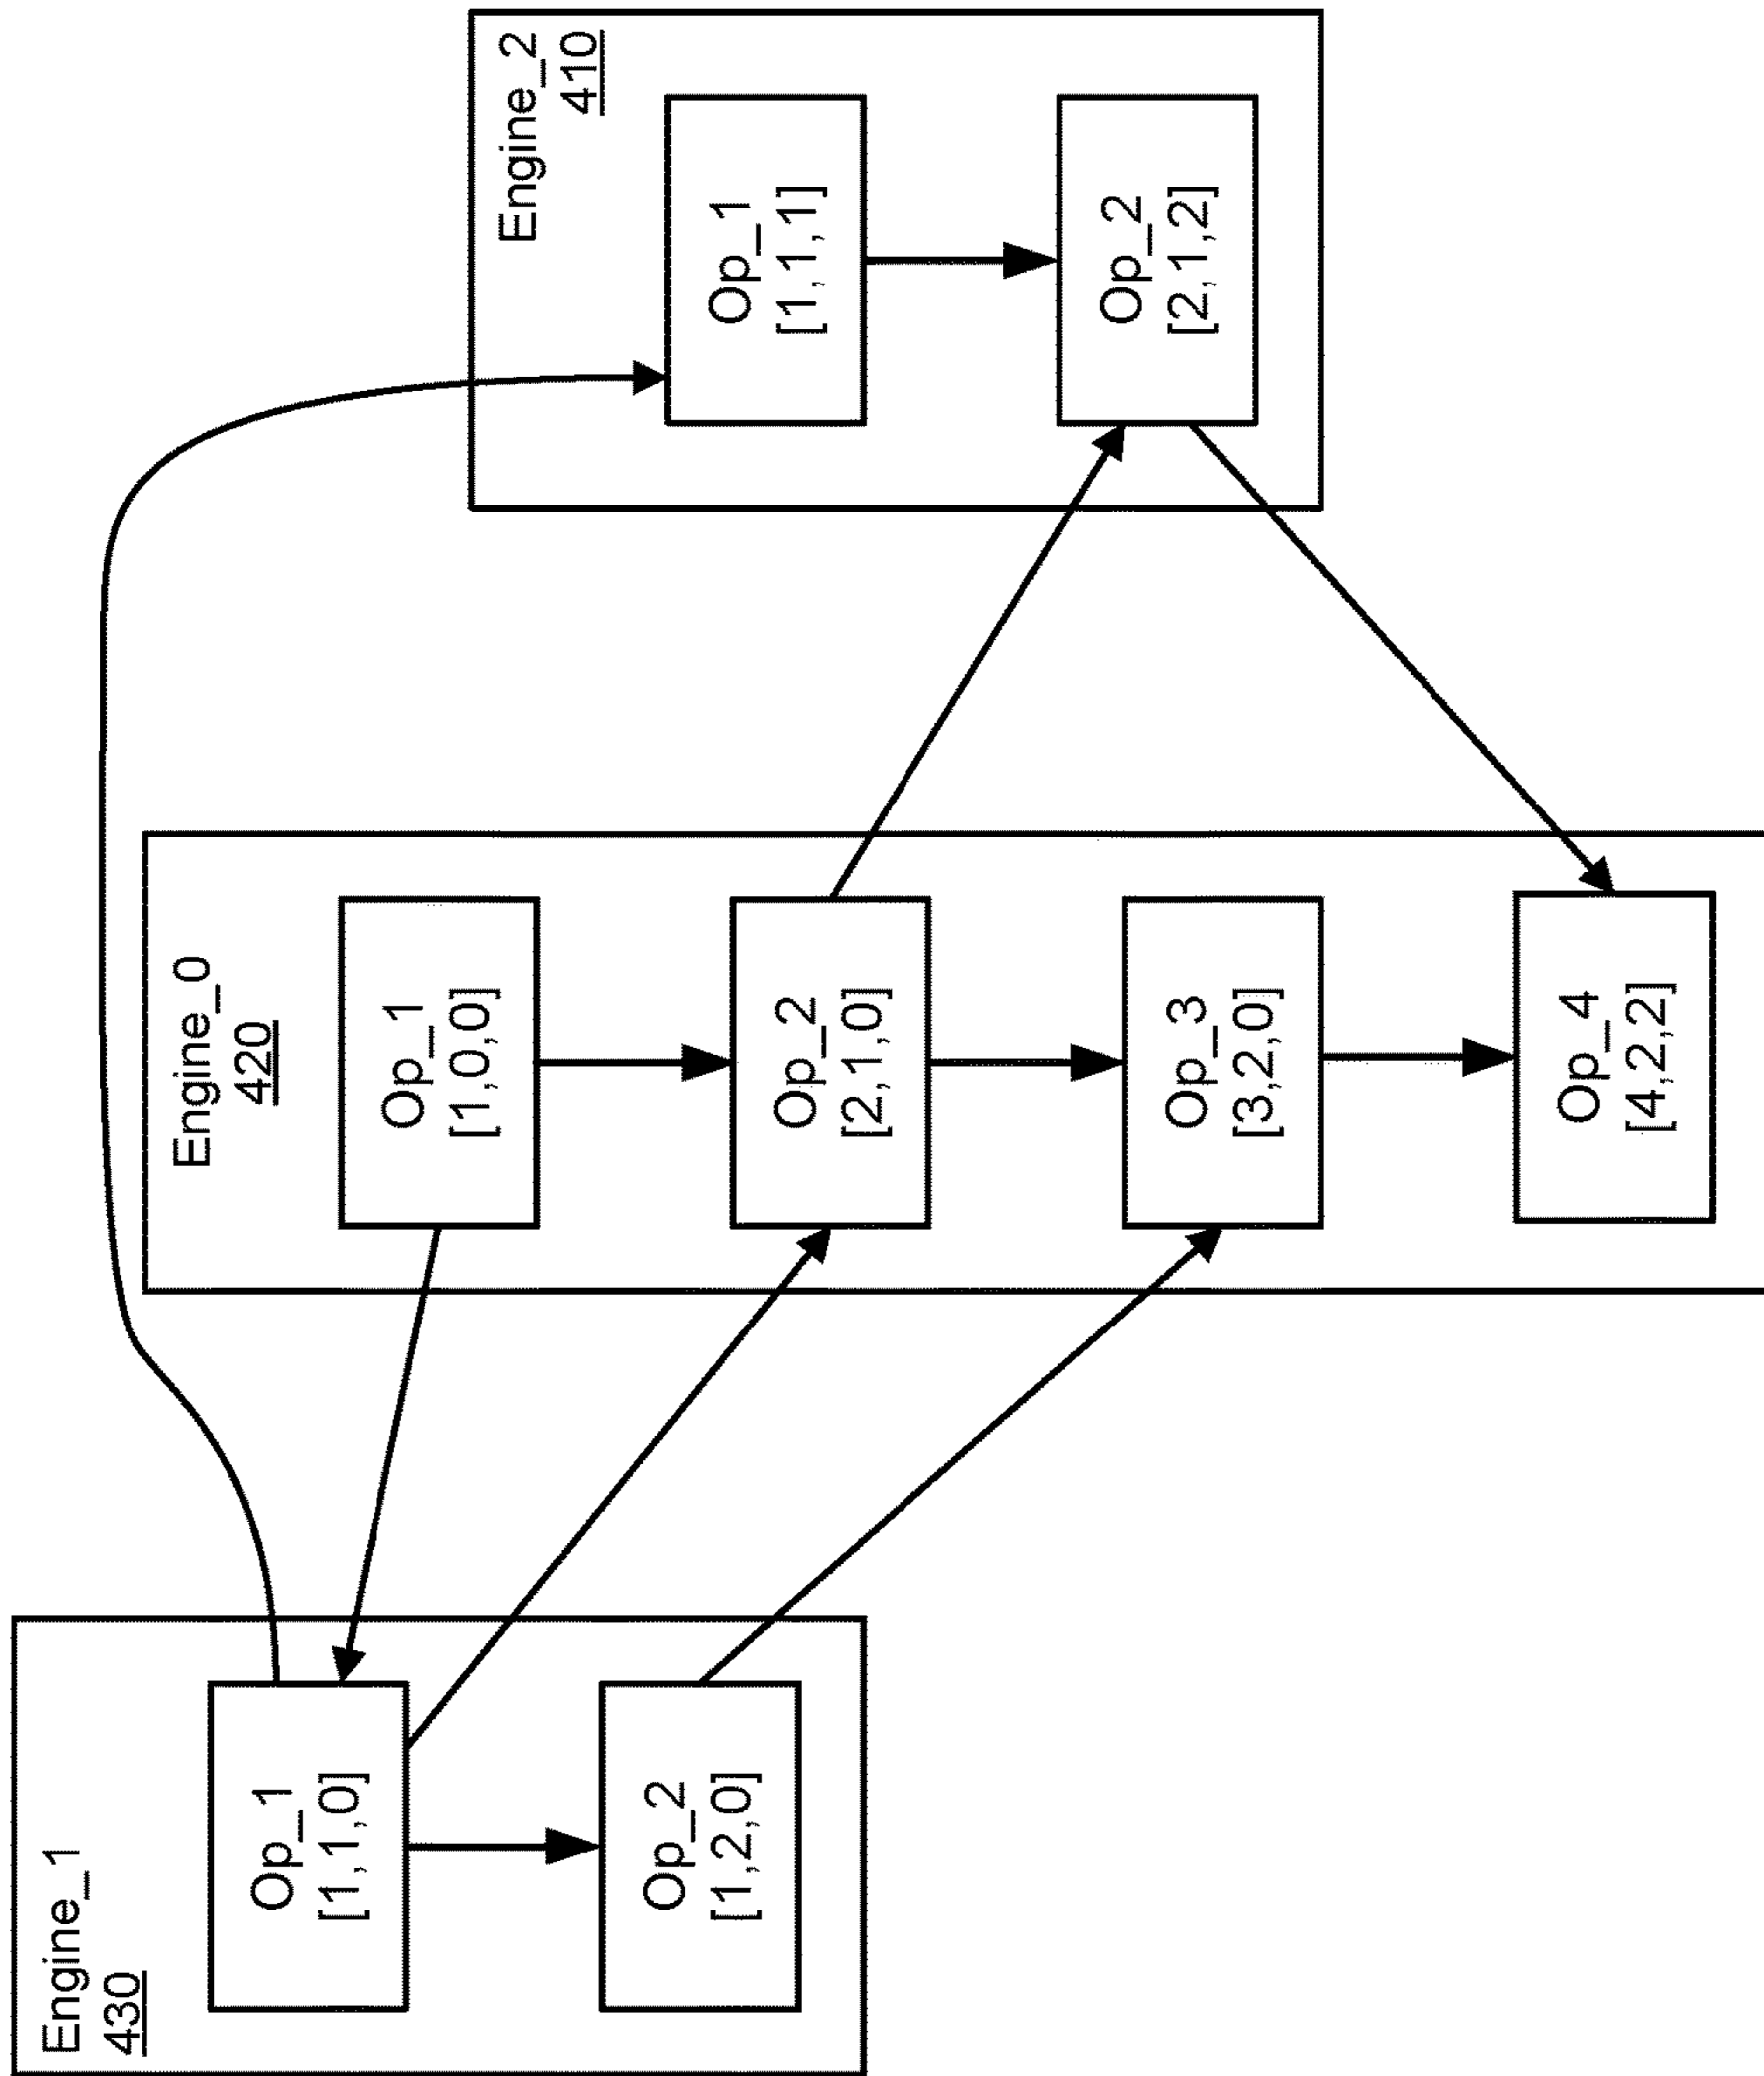 Engine_1
430
Op_1
[1,1,0]
Op_2
[1,2,0]
Engine_0
420
Op_1
[1,0,0]
Op_2
[2,1,0]
Op_3
[3,2,0]
Op_4
[4,2,2]
Engine_2
410
Op_1
[1,1,1]
Op_2
[2,1,2]